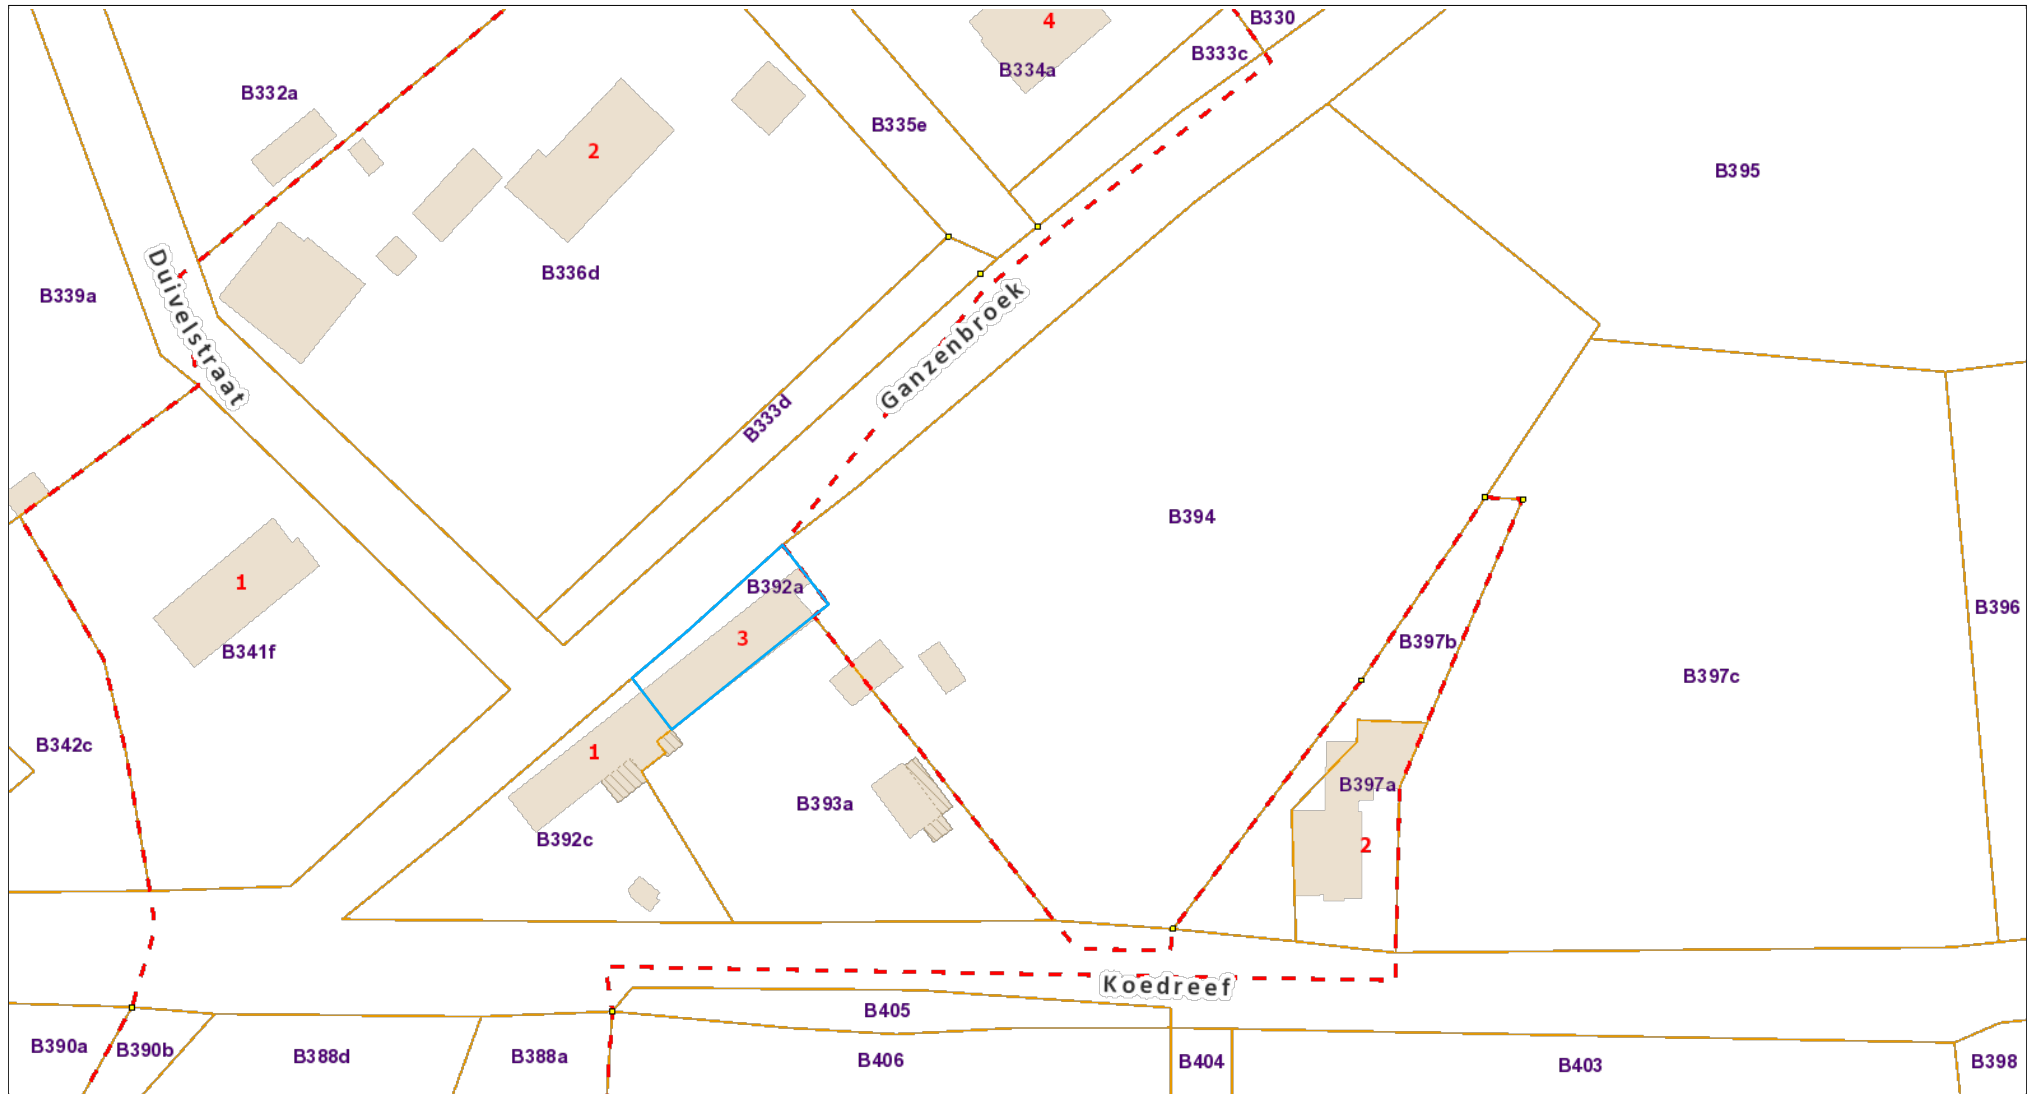 B330
4
B333c
B334a
B332a
B335e
2
B395
B336d
Duivelstraat
B339a
Ganzenbroek
B333d
B394
1
B392a
B396
3
B397b
B341f
B397c
B342c
1
B397a
B393a
B392c
2
Koedreef
B405
B390a
B390b
B388d
B388a
B406
B404
B403
B398